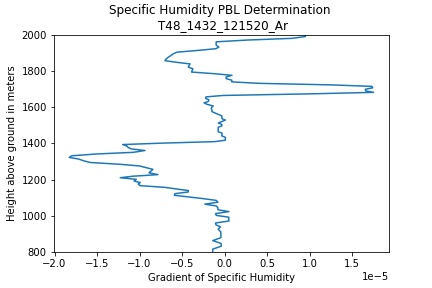 Specific Humidity PBL Determination
T48_1432_121520_Ar
Height above ground in meters
2000
1800
1600
1400
1200
1000
800
−2.0 −1.5 −1.0 −0.5 0.0 0.5 1.0 1.5
1e−5
Gradient of Specific Humidity